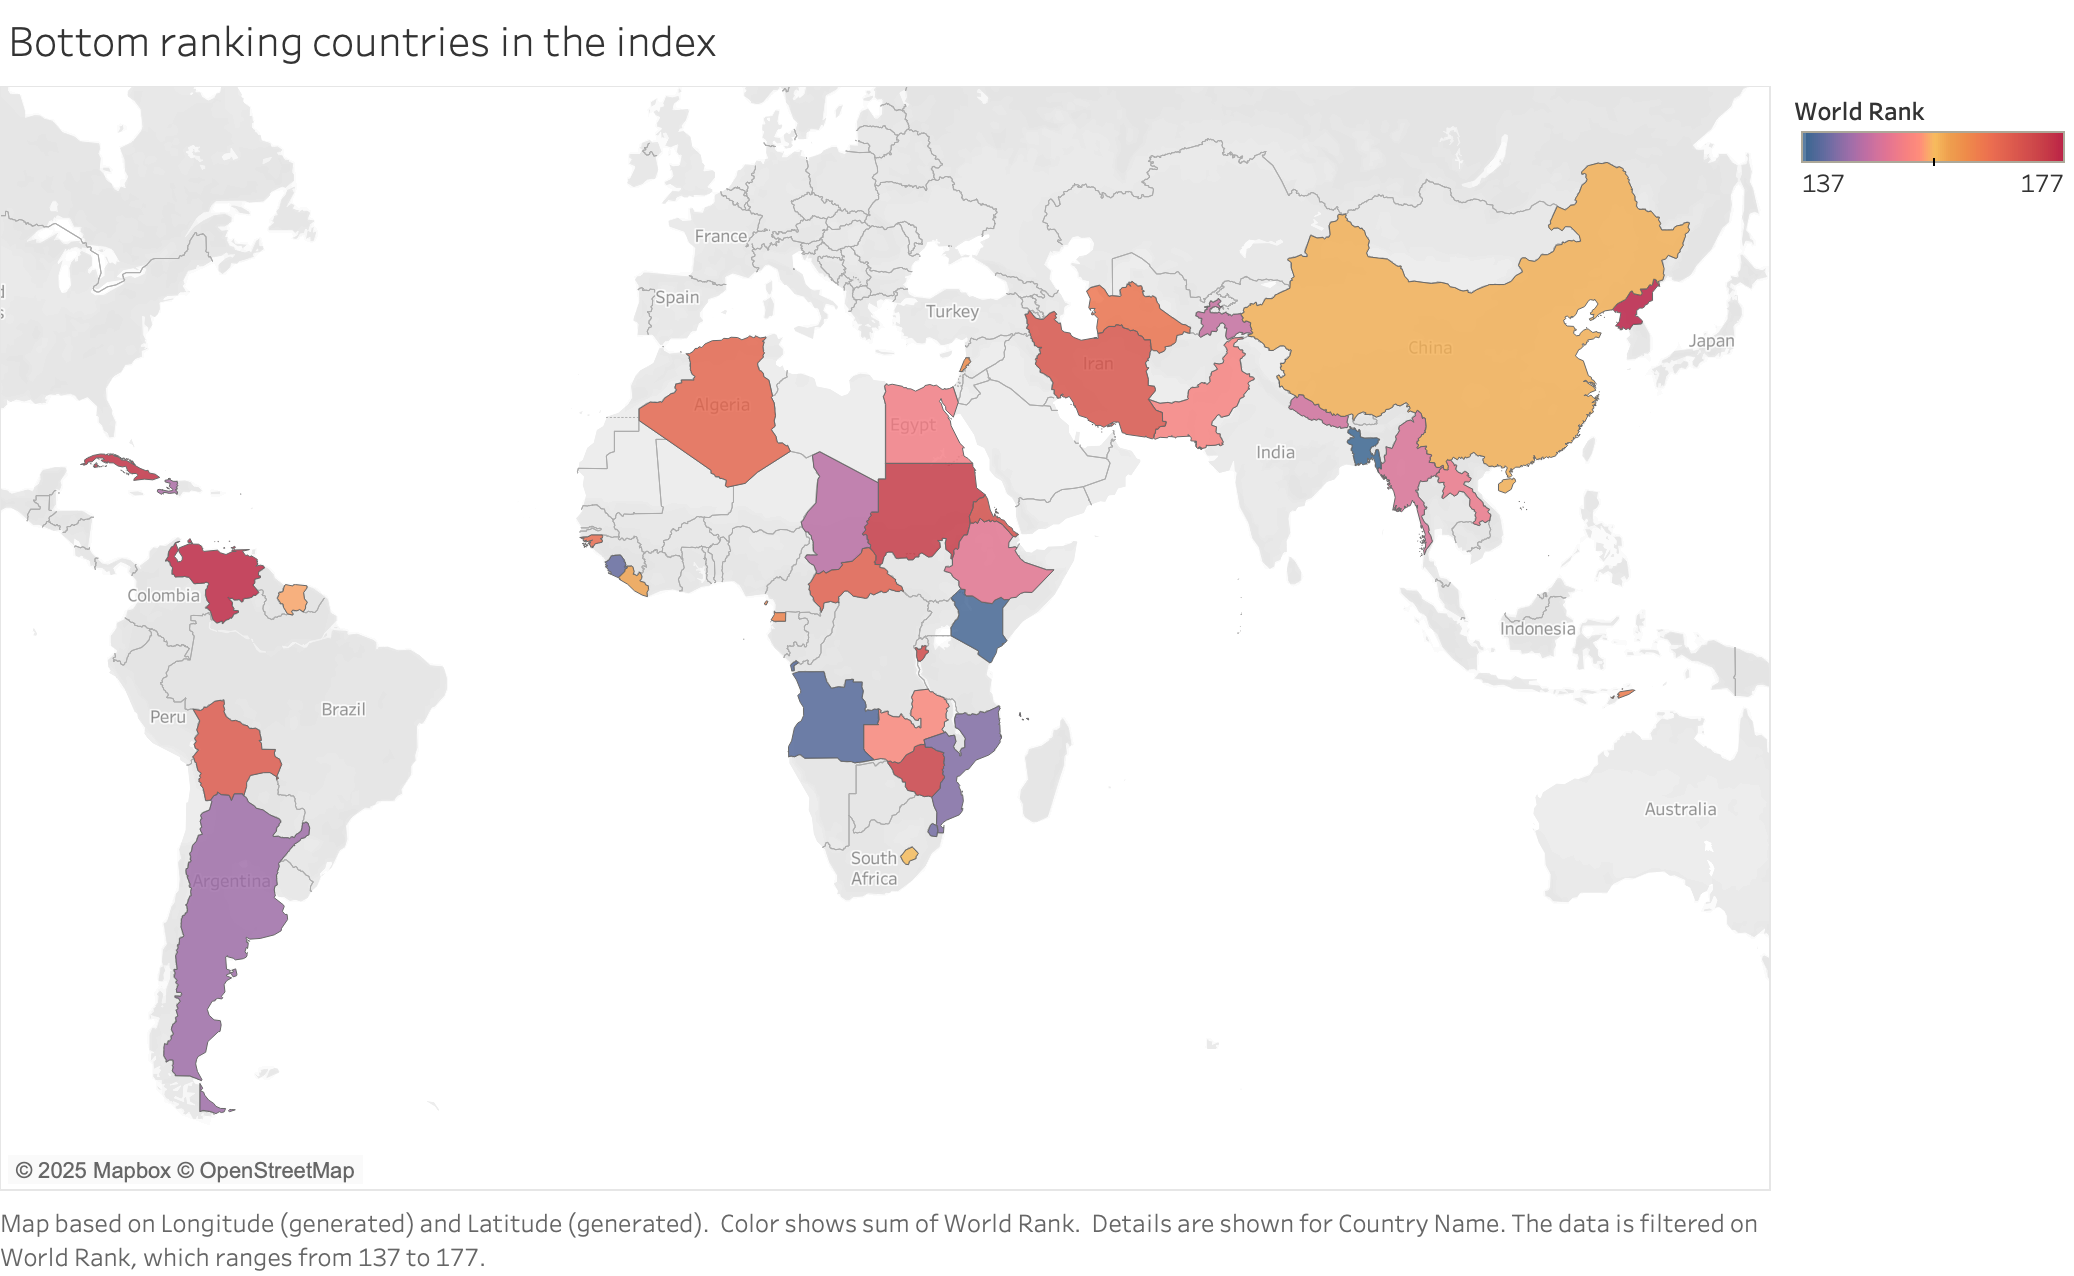 Bottom ranking countries in the index
World Rank
137
177
France
Spain
Turkey
China
Japan
Iran
Algeria
Egypt
India
Colombia
Indonesia
Peru
Brazil
Australia
South
Africa
Argentina
© 2025 Mapbox © OpenStreetMap
Map based on Longitude (generated) and Latitude (generated).  Color shows sum of World Rank.  Details are shown for Country Name. The data is filtered on
World Rank, which ranges from 137 to 177.